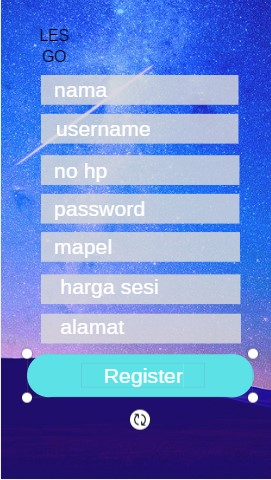 LES
GO
nama
username
no hp
password
mapel
harga sesi
alamat
Register